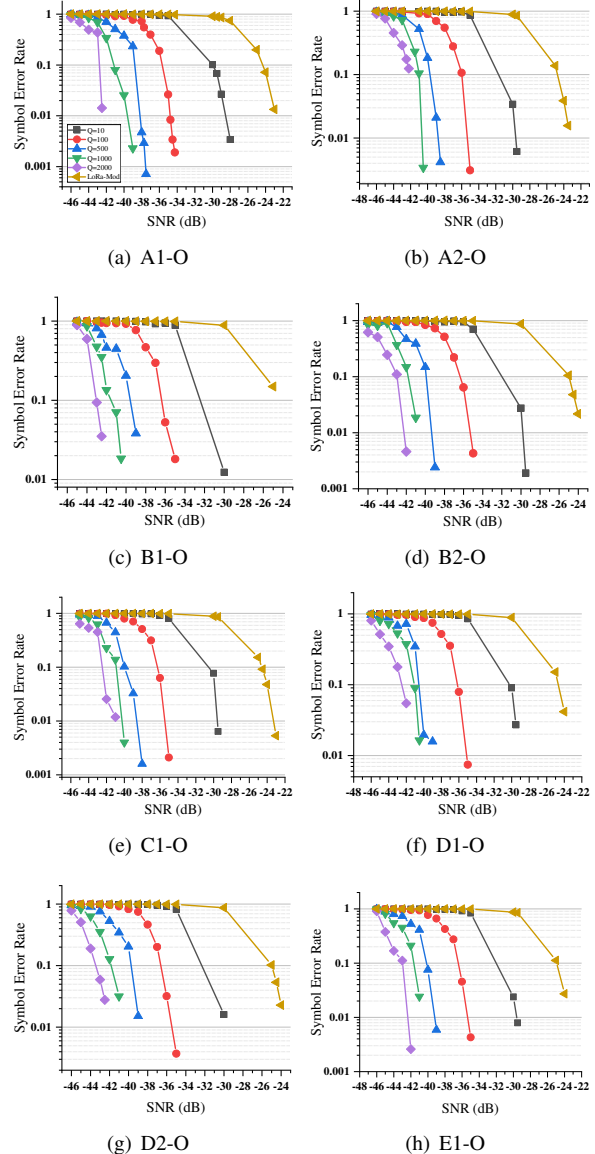 Symbol Error Rate
1
0.1
0.01
0.001
Q=10
Q=100
Q=500
Q=1000
Q=2000
LoRa-Mod
-46 -44 -42 -40 -38 -36 -34 -32 -30 -28 -26 -24 -22
SNR (dB)
(a) A1-O
Symbol Error Rate
1
0.1
0.01
0.001
-48 -46 -44 -42 -40 -38 -36 -34 -32 -30 -28 -26 -24 -22
SNR (dB)
(b) A2-O
Symbol Error Rate
1
0.1
0.01
-46 -44 -42 -40 -38 -36 -34 -32 -30 -28 -26 -24 -22
SNR (dB)
(c) B1-O
Symbol Error Rate
1
0.1
0.01
0.001
-46 -44 -42 -40 -38 -36 -34 -32 -30 -28 -26 -24 -22
SNR (dB)
(d) B2-O
Symbol Error Rate
1
0.1
0.01
0.001
-46 -44 -42 -40 -38 -36 -34 -32 -30 -28 -26 -24 -22
SNR (dB)
(e) C1-O
Symbol Error Rate
1
0.1
0.01
-48 -46 -44 -42 -40 -38 -36 -34 -32 -30 -28 -26 -24 -22
SNR (dB)
(f) D1-O
Symbol Error Rate
1
0.1
0.01
-46 -44 -42 -40 -38 -36 -34 -32 -30 -28 -26 -24 -22
SNR (dB)
(g) D2-O
Symbol Error Rate
1
0.1
0.01
0.001
-48 -46 -44 -42 -40 -38 -36 -34 -32 -30 -28 -26 -24 -22
SNR (dB)
(h) E1-O